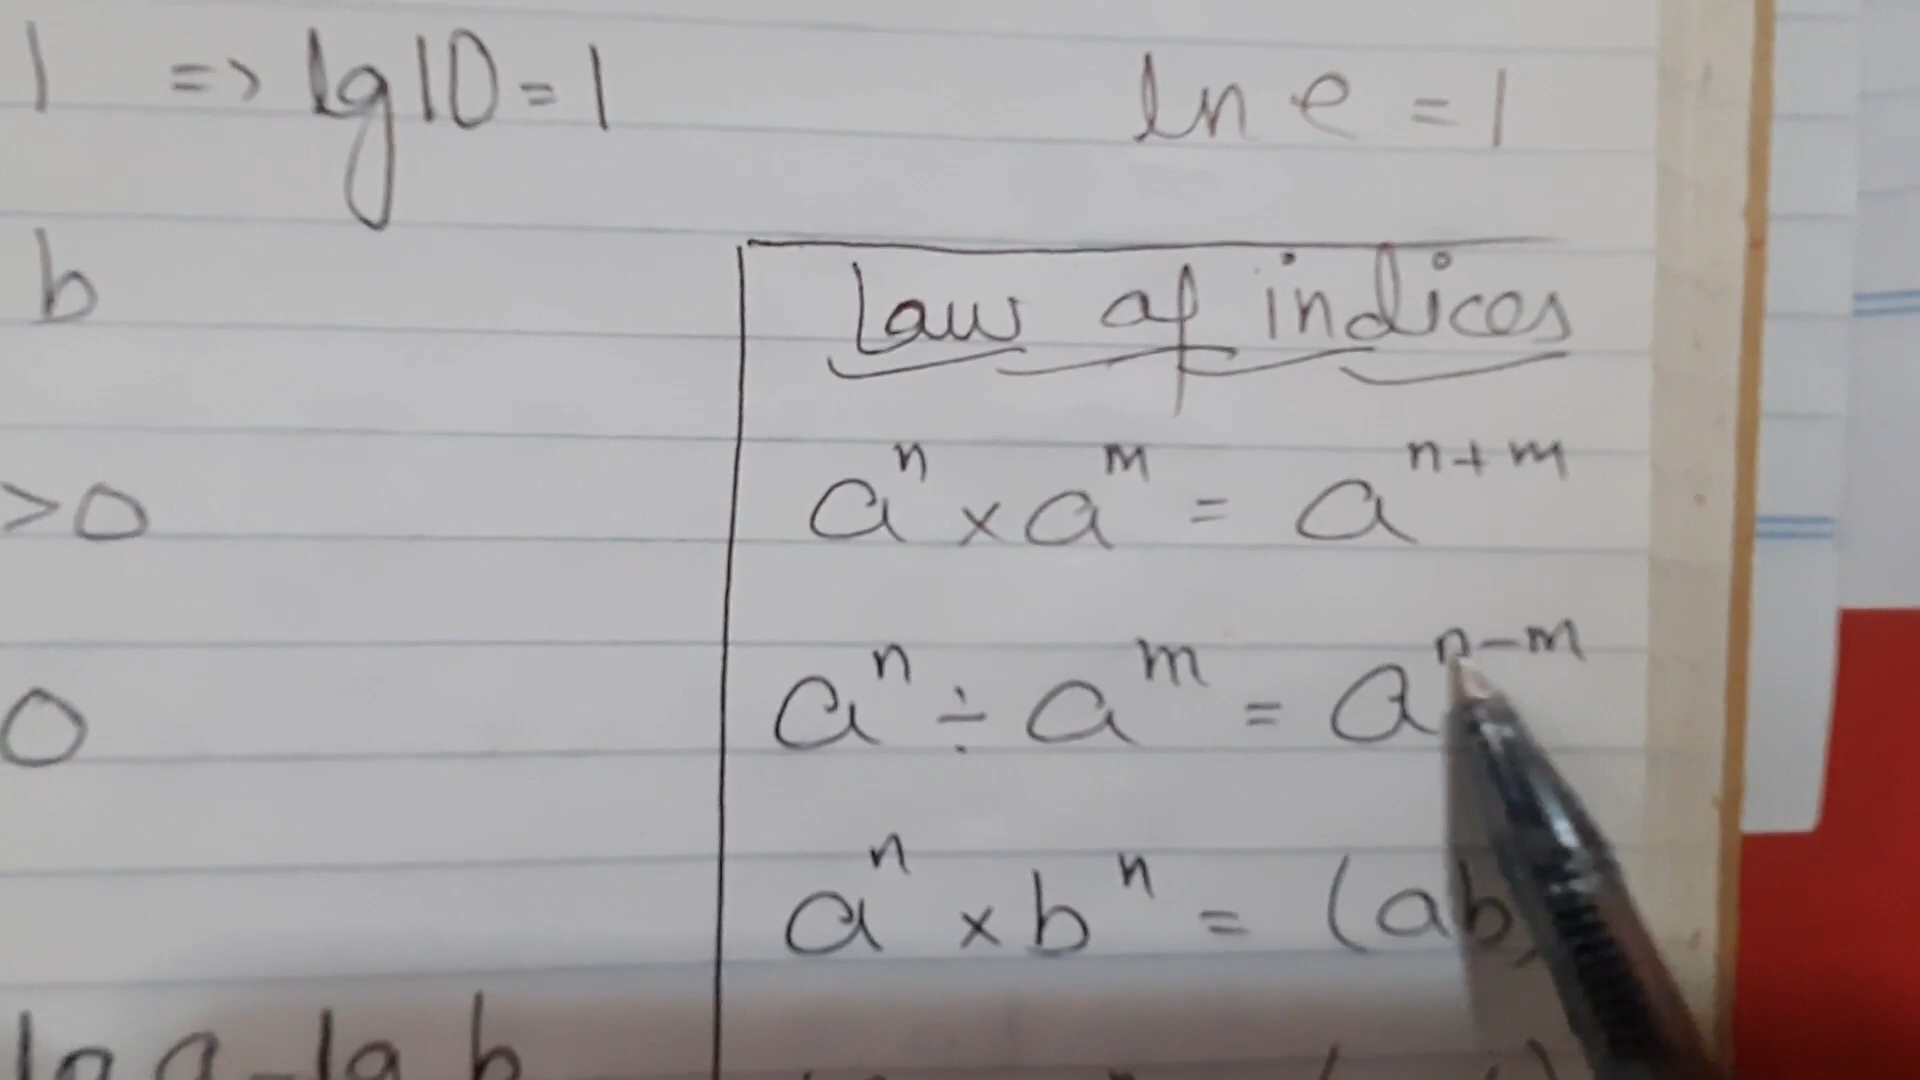 1 => lg10=1 ln e = 1
b
Law of indices
>0
aⁿ × aᵐ = aⁿ⁺ᵐ
0
aⁿ ÷ aᵐ = aⁿ⁻ᵐ
aⁿ × bⁿ = (ab)